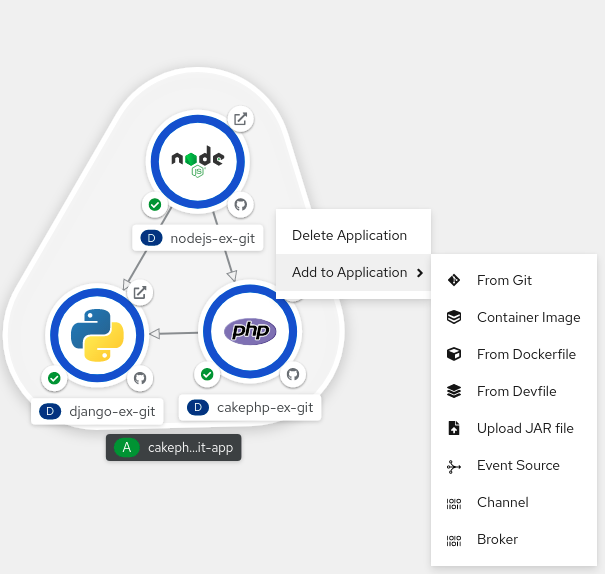 node
JS
D nodejs-ex-git
Delete Application
Add to Application
From Git
Container Image
From Dockerfile
From Devfile
Upload JAR file
Event Source
Channel
Broker
php
D django-ex-git
D cakephp-ex-git
A cakeph...it-app